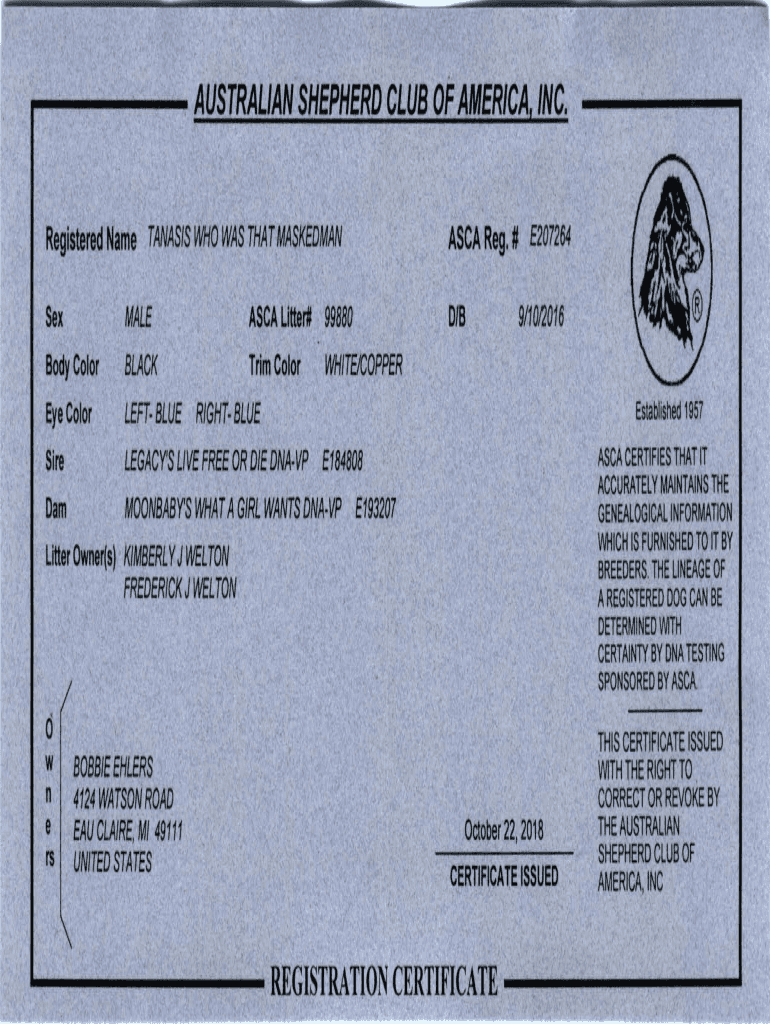 AUSTRALIAN SHEPHERD CLUB OF AMERICA, INC.
Registered Name TANASIS WHO WAS THAT MASKEDMAN ASCA Reg. # E207264
Sex MALE ASCA Litter# 99880 D/B 9/10/2016
Body Color BLACK Trim Color WHITE/COPPER
Eye Color LEFT- BLUE RIGHT- BLUE
Sire LEGACY'S LIVE FREE OR DIE DNA-VP E184808
Dam MOONBABY'S WHAT A GIRL WANTS DNA-VP E193207
Litter Owner(s) KIMBERLY J WELTON
FREDERICK J WELTON
®
Established 1957
ASCA CERTIFIES THAT IT
ACCURATELY MAINTAINS THE
GENEALOGICAL INFORMATION
WHICH IS FURNISHED TO IT BY
BREEDERS. THE LINEAGE OF
A REGISTERED DOG CAN BE
DETERMINED WITH
CERTAINTY BY DNA TESTING
SPONSORED BY ASCA.
THIS CERTIFICATE ISSUED
WITH THE RIGHT TO
CORRECT OR REVOKE BY
THE AUSTRALIAN
SHEPHERD CLUB OF
AMERICA, INC
Owners
BOBBIE EHLERS
4124 WATSON ROAD
EAU CLAIRE, MI 49111
UNITED STATES
October 22, 2018
CERTIFICATE ISSUED
REGISTRATION CERTIFICATE